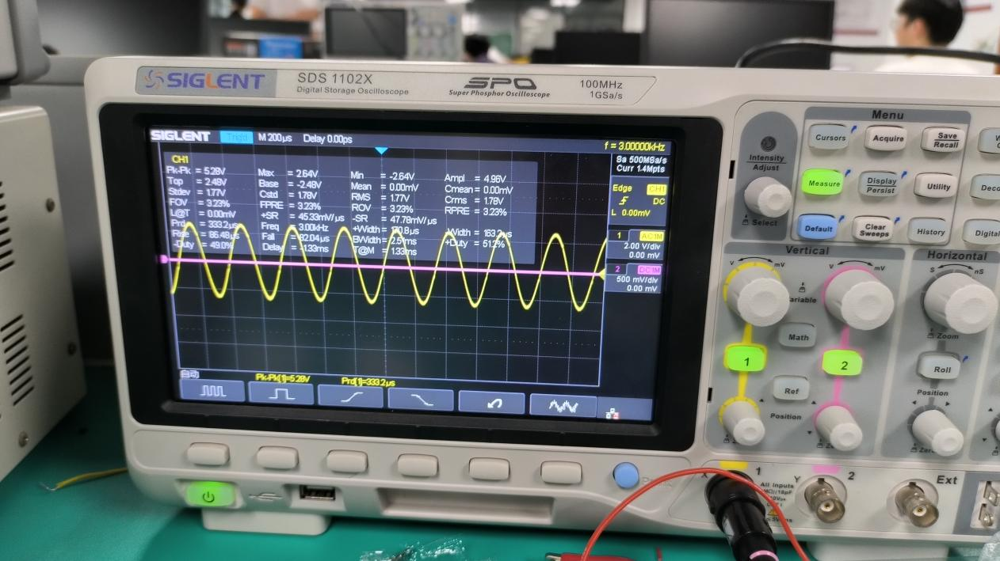 SIGLENT SDS 1102X SPO 100MHz
Digital Storage Oscilloscope Super Phosphor Oscilloscope 1GSa/s
SIGLENT Trig'd M 200µs Delay 0.00ps f = 3.00000kHz
Sa 500MSa/s
Curr 1.4Mpts
CH1
Pk-Pk = 5.28V Max = 2.64V Min = -2.64V Ampl = 4.96V
Top = 2.48V Base = -2.48V Mean = 0.00mV Cmean = 0.00mV
Stdev = 1.77V Cstd = 1.78V RMS = 1.77V Crms = 1.78V
FOV = 3.23% FPRE = 3.23% ROV = 3.23% RPRE = 3.23%
L@T = 0.00mV +SR = 45.33mV/µs -SR = 47.78mV/µs
Prd = 333.2µs Freq = 3.00kHz +Width = 170.8µs -Width = 163.2µs
Rise = 86.48µs Fall = 82.04µs BWidth = 2.51ms +Duty = 51.2%
-Duty = 49.0% Delay = -1.33ms T@M = 1.33ms
Edge CH1
DC
L 0.00mV
1 AC1M
2.00 V/div
0.00 mV
2 DC1M
500 mV/div
0.00 mV
Pk-Pk[1]=5.28V Prd[1]=333.2µs
Menu
Intensity
Adjust
Select
Cursors Acquire Save
Recall
Measure Display
Persist Utility
Default Clear
Sweeps History Digital
Vertical Horizontal
V mV V mV S nS
Variable
Zoom
Math
1 2 Roll
Ref
Position Position
X 1 Y 2 Ext
All Inputs